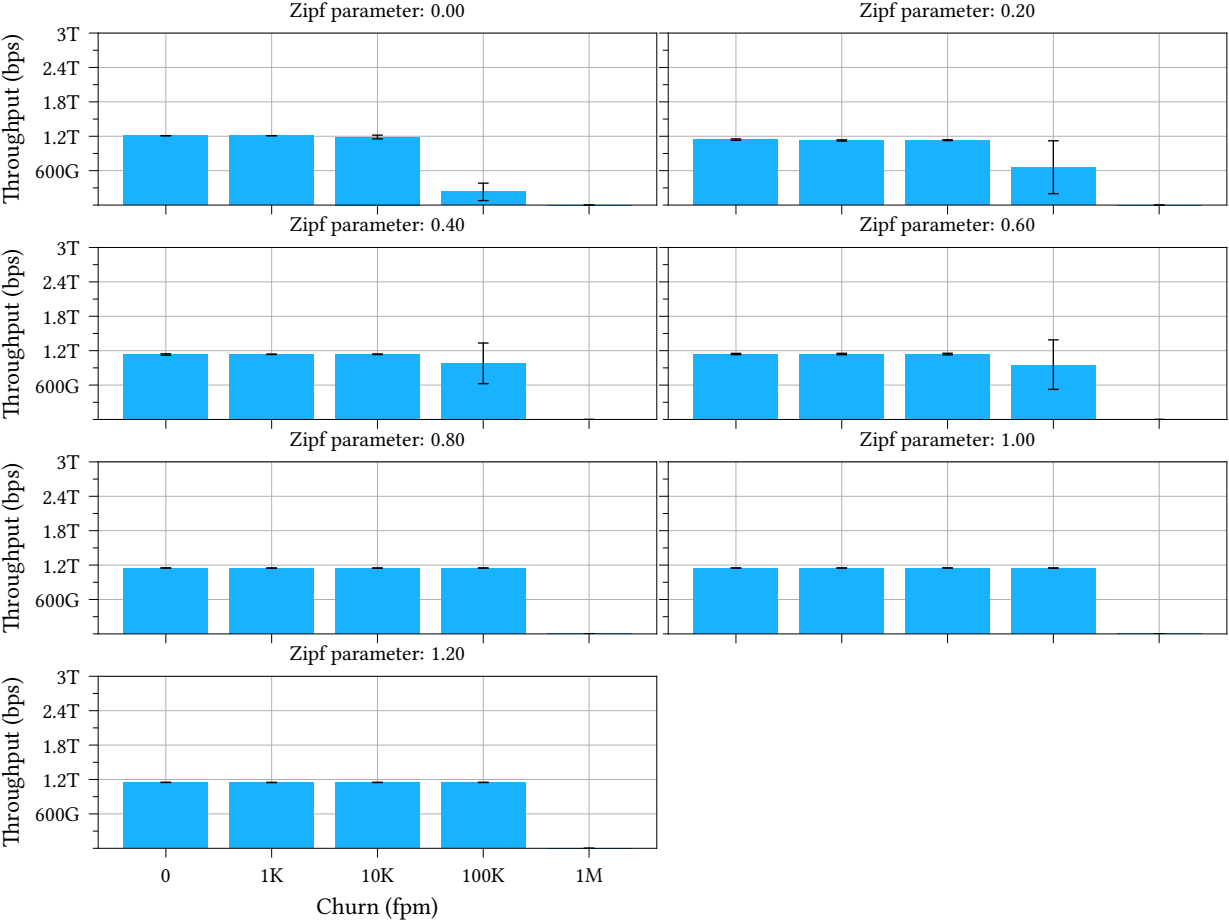 Zipf parameter: 0.00
Zipf parameter: 0.20
Throughput (bps)
3T
2.4T
1.8T
1.2T
600G
Zipf parameter: 0.40
Zipf parameter: 0.60
Throughput (bps)
3T
2.4T
1.8T
1.2T
600G
Zipf parameter: 0.80
Zipf parameter: 1.00
Throughput (bps)
3T
2.4T
1.8T
1.2T
600G
Zipf parameter: 1.20
Throughput (bps)
3T
2.4T
1.8T
1.2T
600G
0 1K 10K 100K 1M
Churn (fpm)